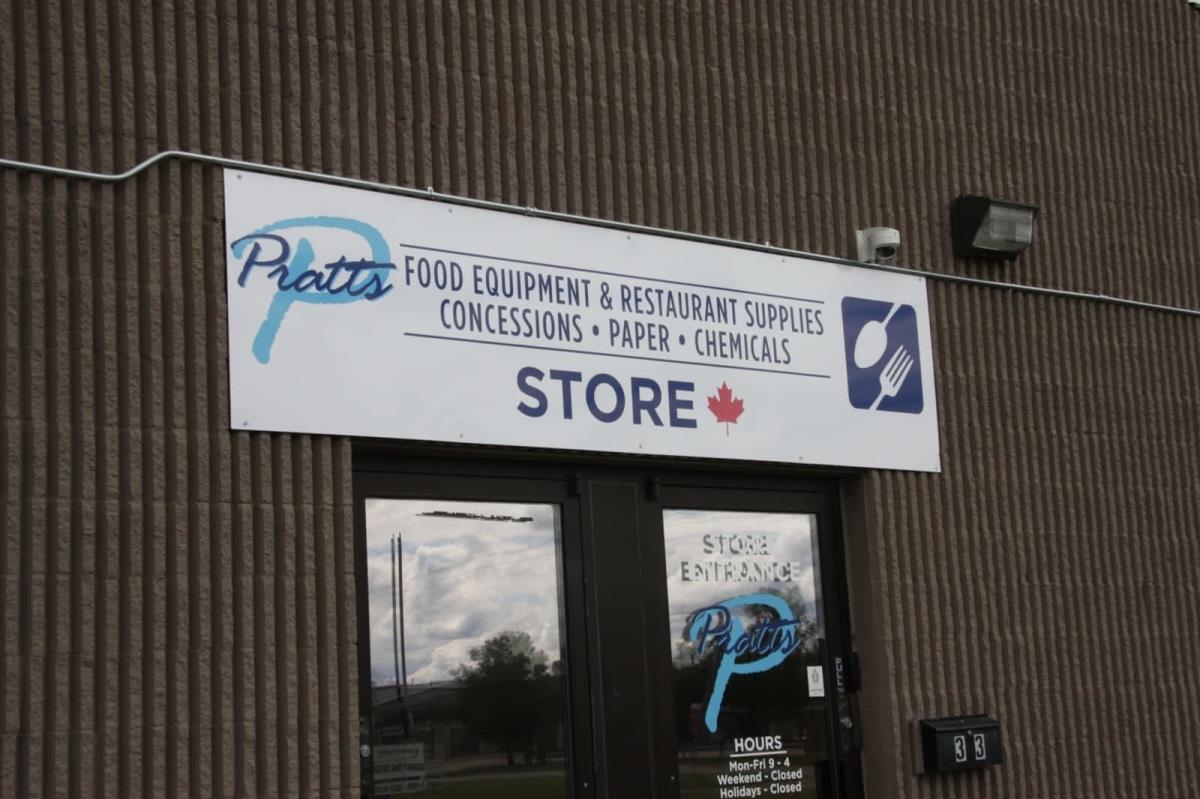 Pratts
FOOD EQUIPMENT & RESTAURANT SUPPLIES
CONCESSIONS • PAPER • CHEMICALS
STORE
STORE
ENTRANCE
Pratts
HOURS
Mon-Fri 9 - 4
Weekend - Closed
Holidays - Closed
33